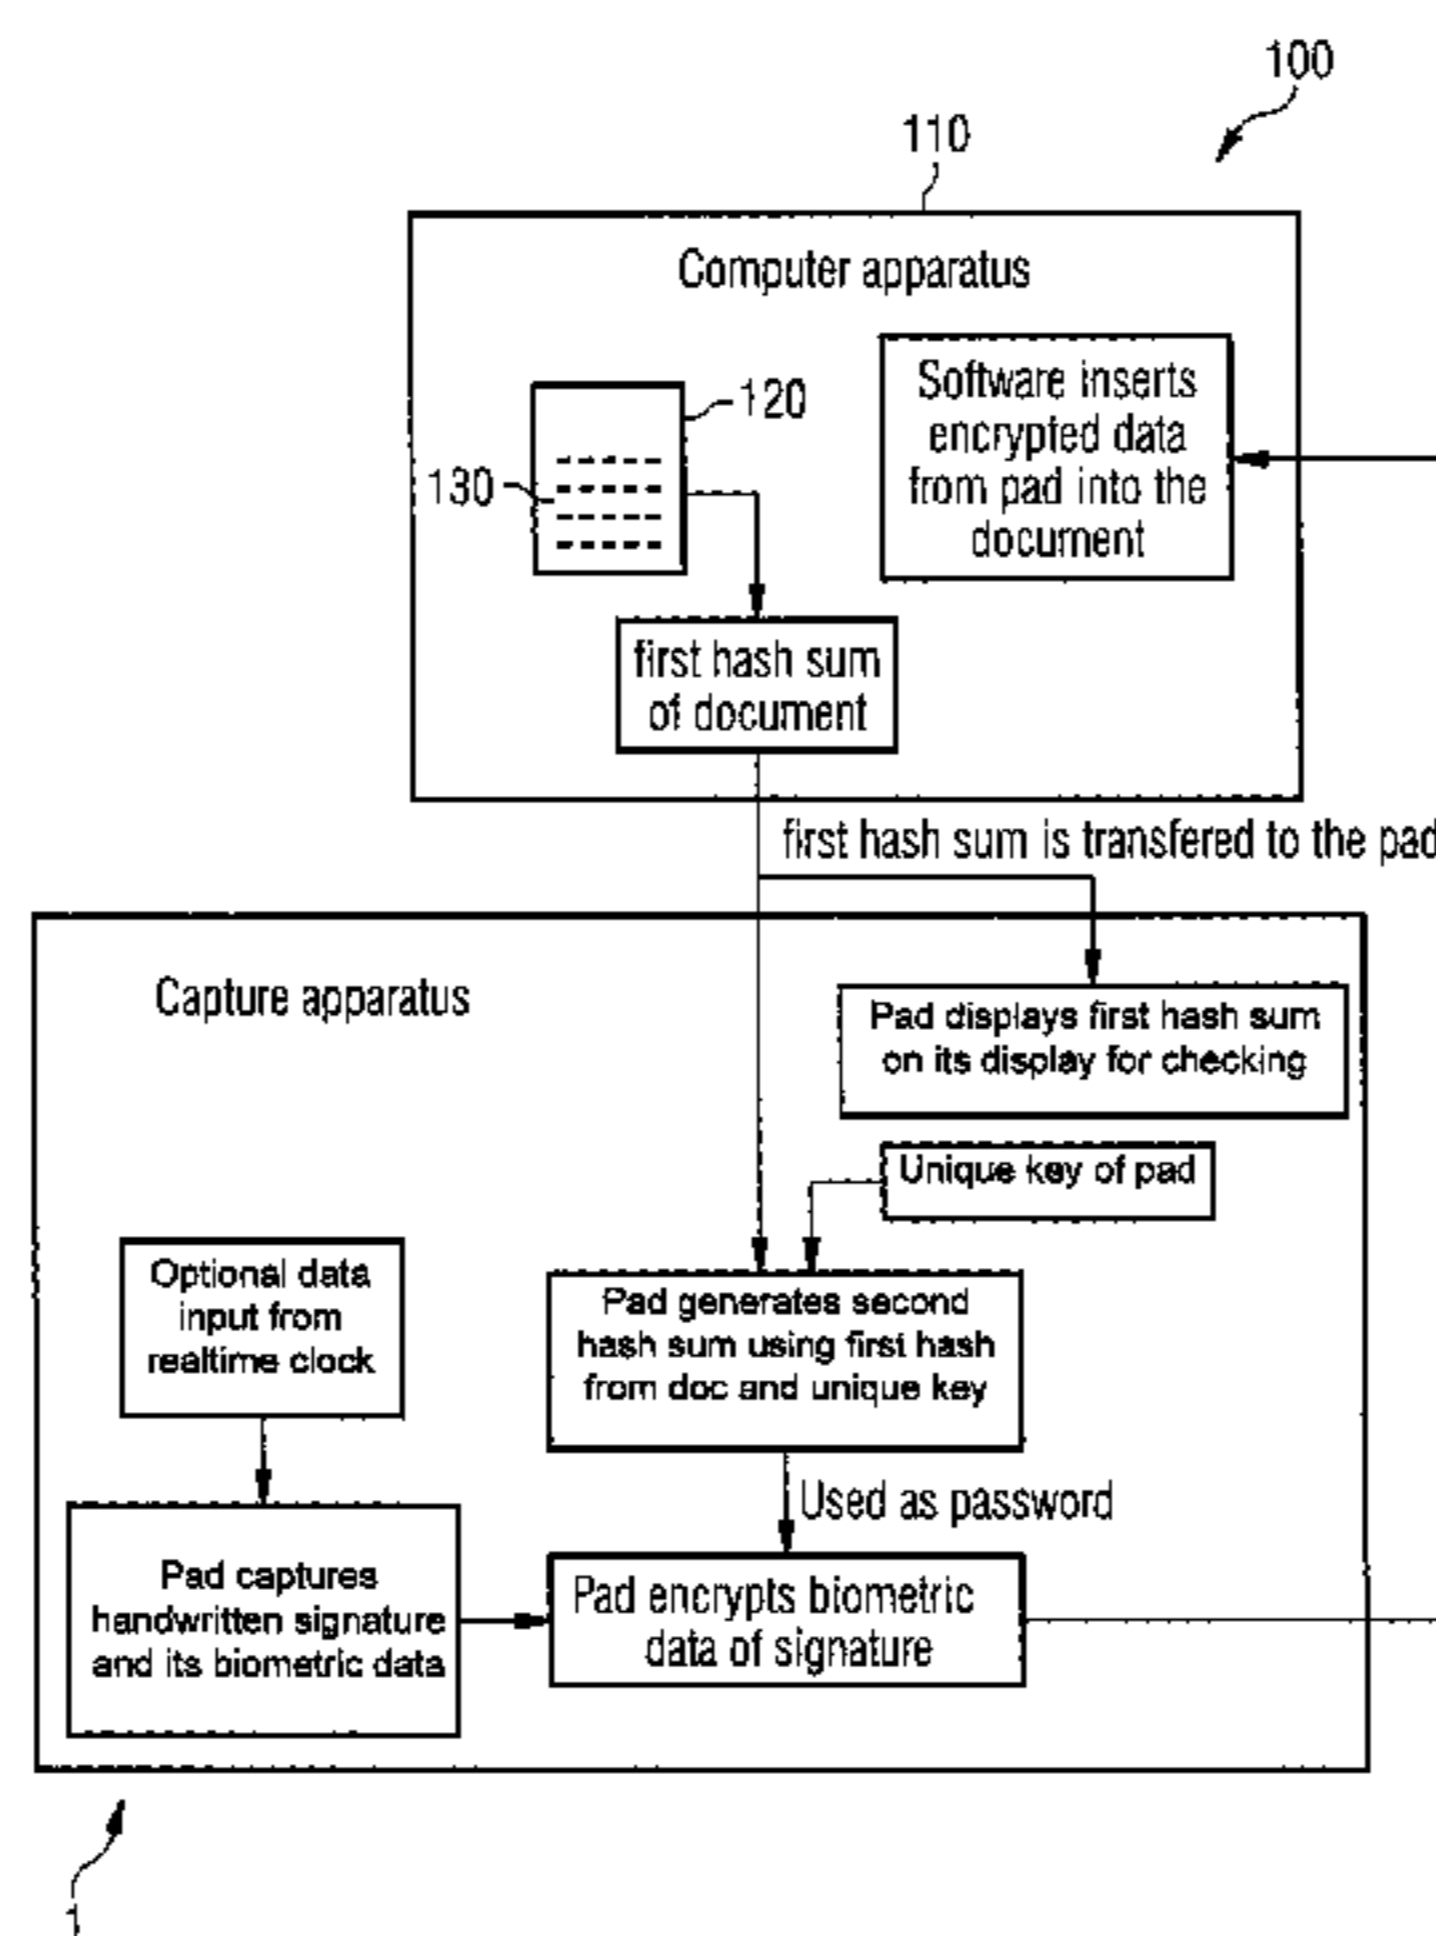 100
110
Computer apparatus
120
130
Software inserts
encrypted data
from pad into the
document
first hash sum
of document
first hash sum is transfered to the pad
Capture apparatus
Pad displays first hash sum
on its display for checking
Unique key of pad
Optional data
input from
realtime clock
Pad generates second
hash sum using first hash
from doc and unique key
Used as password
Pad captures
handwritten signature
and its biometric data
Pad encrypts biometric
data of signature
1